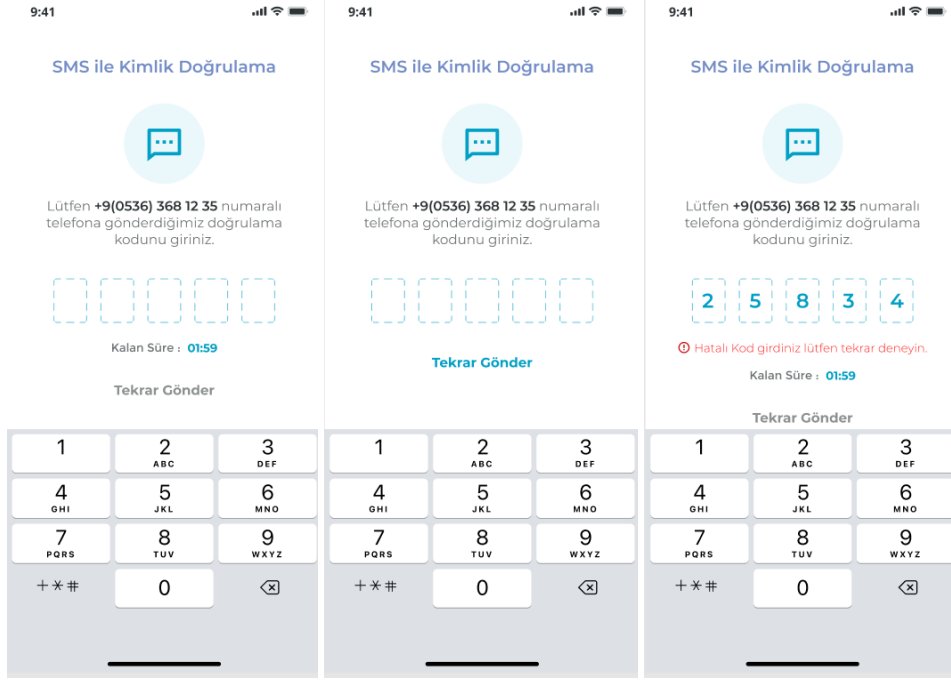 9:41
SMS ile Kimlik Doğrulama
Lütfen +9(0536) 368 12 35 numaralı
telefona gönderdiğimiz doğrulama
kodunu giriniz.
Kalan Süre : 01:59
Tekrar Gönder
1
2
ABC
3
DEF
4
GHI
5
JKL
6
MNO
7
PQRS
8
TUV
9
WXYZ
+*#
0
9:41
SMS ile Kimlik Doğrulama
Lütfen +9(0536) 368 12 35 numaralı
telefona gönderdiğimiz doğrulama
kodunu giriniz.
Tekrar Gönder
1
2
ABC
3
DEF
4
GHI
5
JKL
6
MNO
7
PQRS
8
TUV
9
WXYZ
+*#
0
9:41
SMS ile Kimlik Doğrulama
Lütfen +9(0536) 368 12 35 numaralı
telefona gönderdiğimiz doğrulama
kodunu giriniz.
2 5 8 3 4
Hatalı Kod girdiniz lütfen tekrar deneyin.
Kalan Süre : 01:59
Tekrar Gönder
1
2
ABC
3
DEF
4
GHI
5
JKL
6
MNO
7
PQRS
8
TUV
9
WXYZ
+*#
0